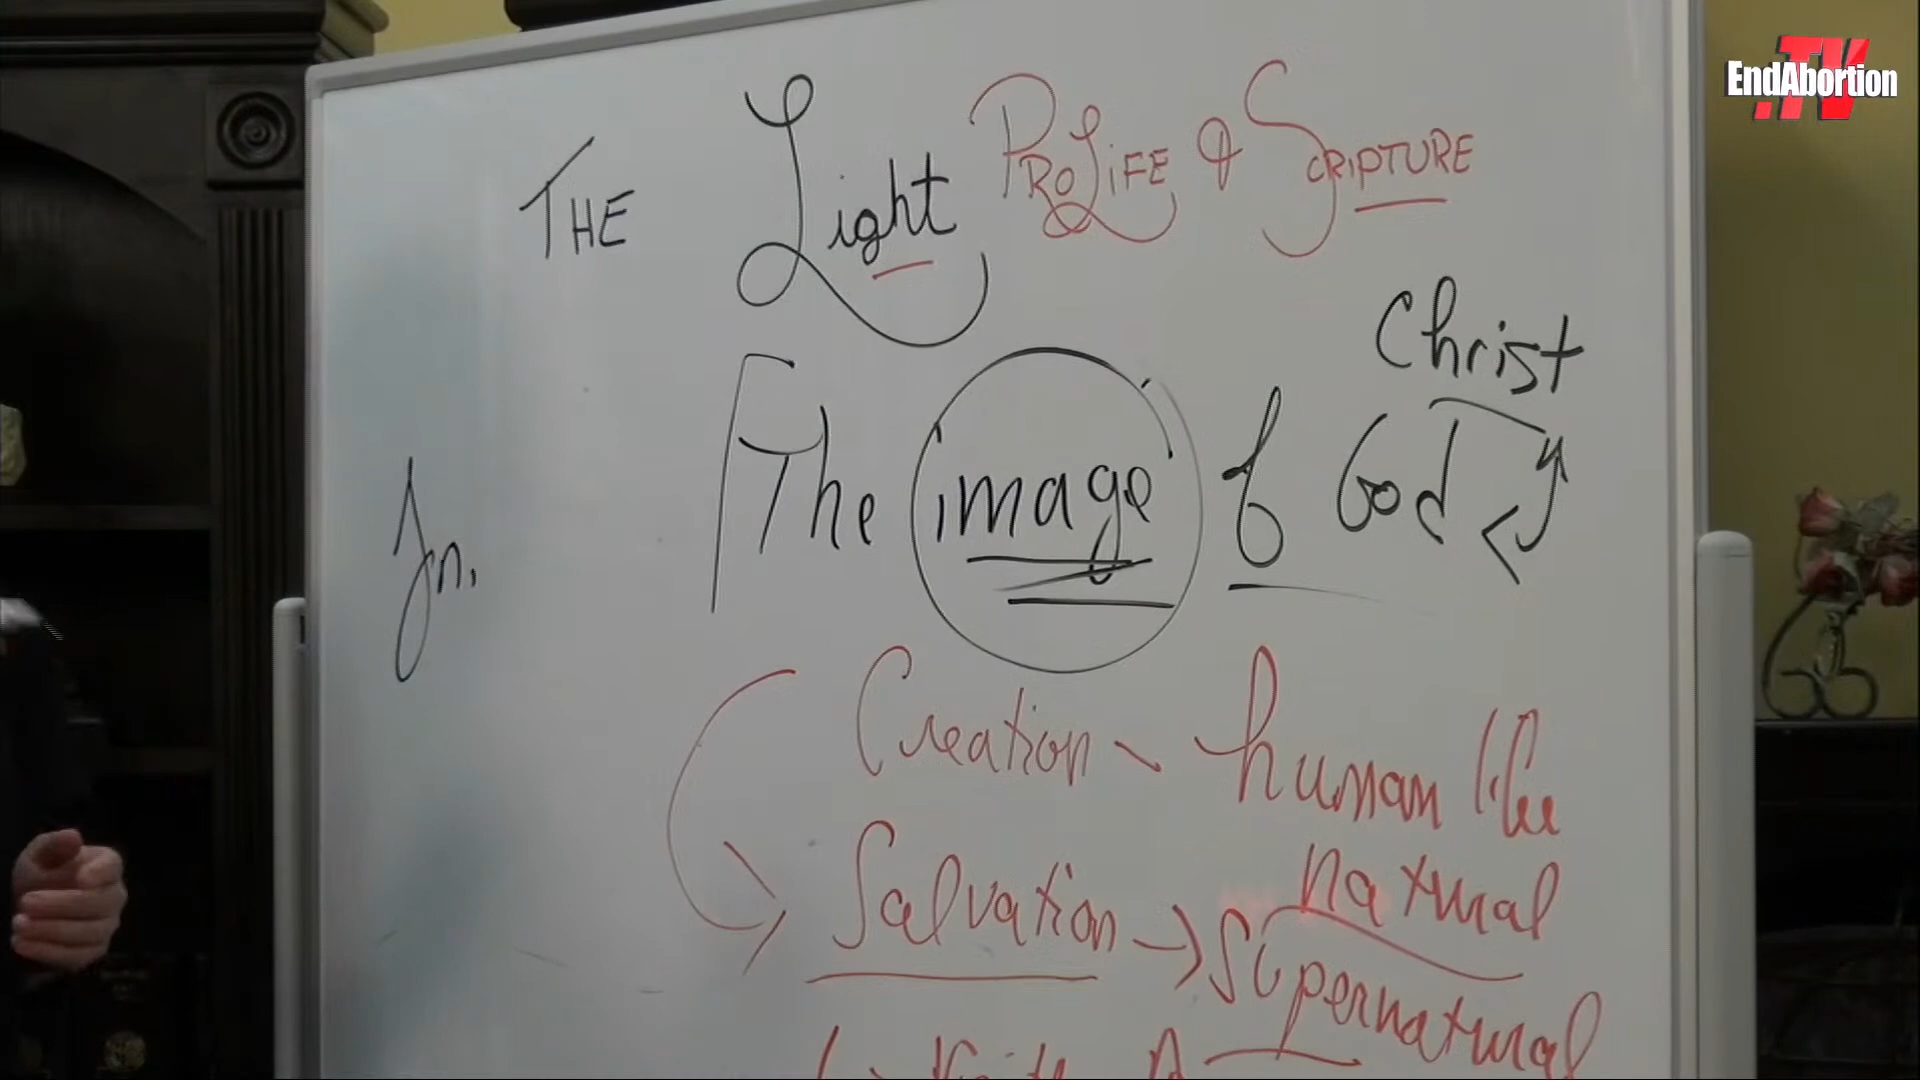 EndAbortion
.TV
THE Light PROLIFE & SCRIPTURE
Christ
The image of God
Jn.
Creation - human life
natural
Salvation → Supernatural